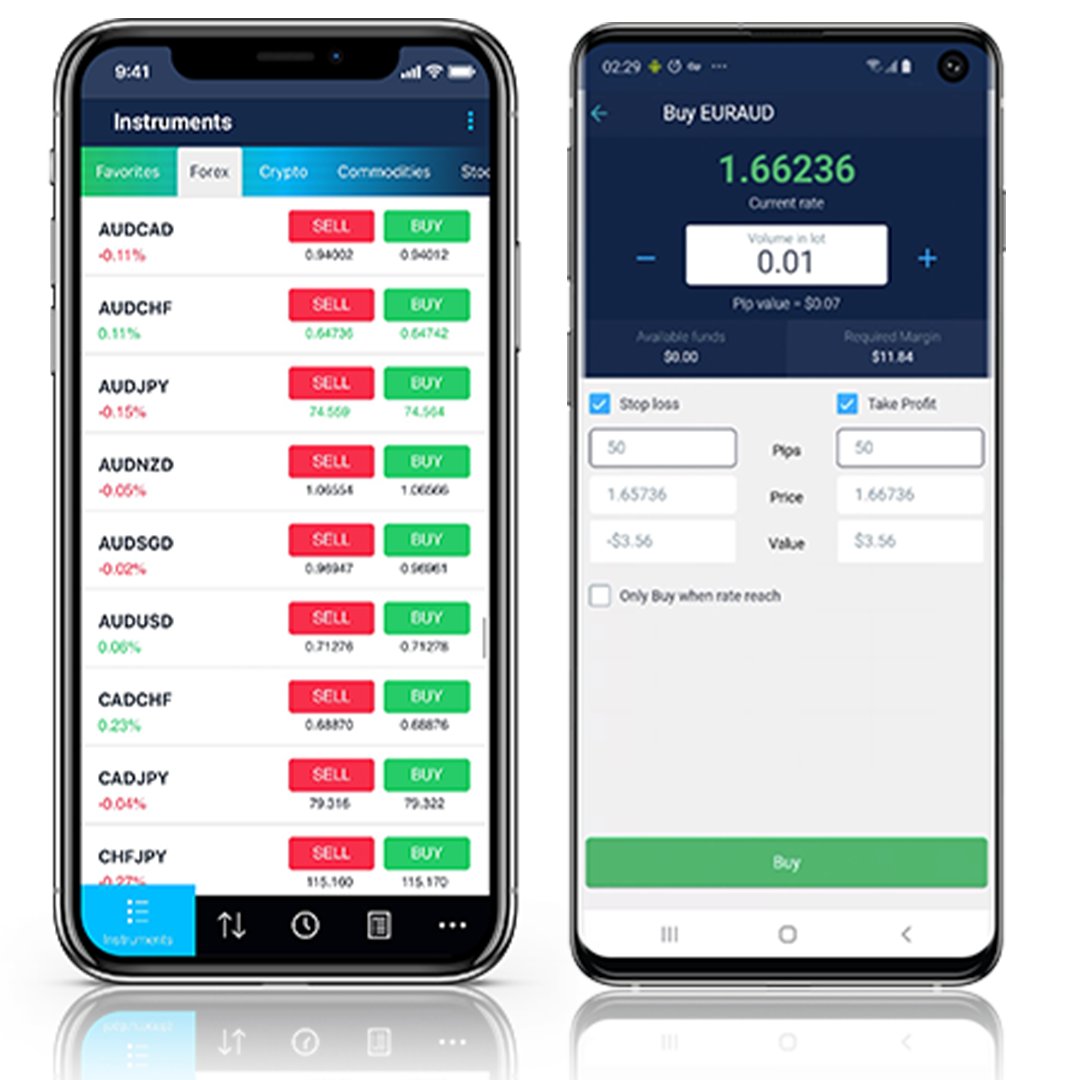 9:41
Instruments
Favorites Forex Crypto Commodities Stoc
AUDCAD SELL BUY
-0.11% 0.94002 0.94012
AUDCHF SELL BUY
0.11% 0.64736 0.64742
AUDJPY SELL BUY
-0.15% 74.559 74.564
AUDNZD SELL BUY
-0.05% 1.06554 1.06566
AUDSGD SELL BUY
-0.02% 0.96947 0.96961
AUDUSD SELL BUY
0.06% 0.71276 0.71278
CADCHF SELL BUY
0.23% 0.68870 0.68876
CADJPY SELL BUY
-0.04% 79.316 79.322
CHFJPY SELL BUY
-0.27% 115.160 115.170
Instruments
02:29
Buy EURAUD
1.66236
Current rate
Volume in lot
0.01
Pip value = $0.07
Available funds Required Margin
$0.00 $11.84
Stop loss Take Profit
50 Pips 50
1.65736 Price 1.66736
-$3.56 Value $3.56
Only Buy when rate reach
Buy